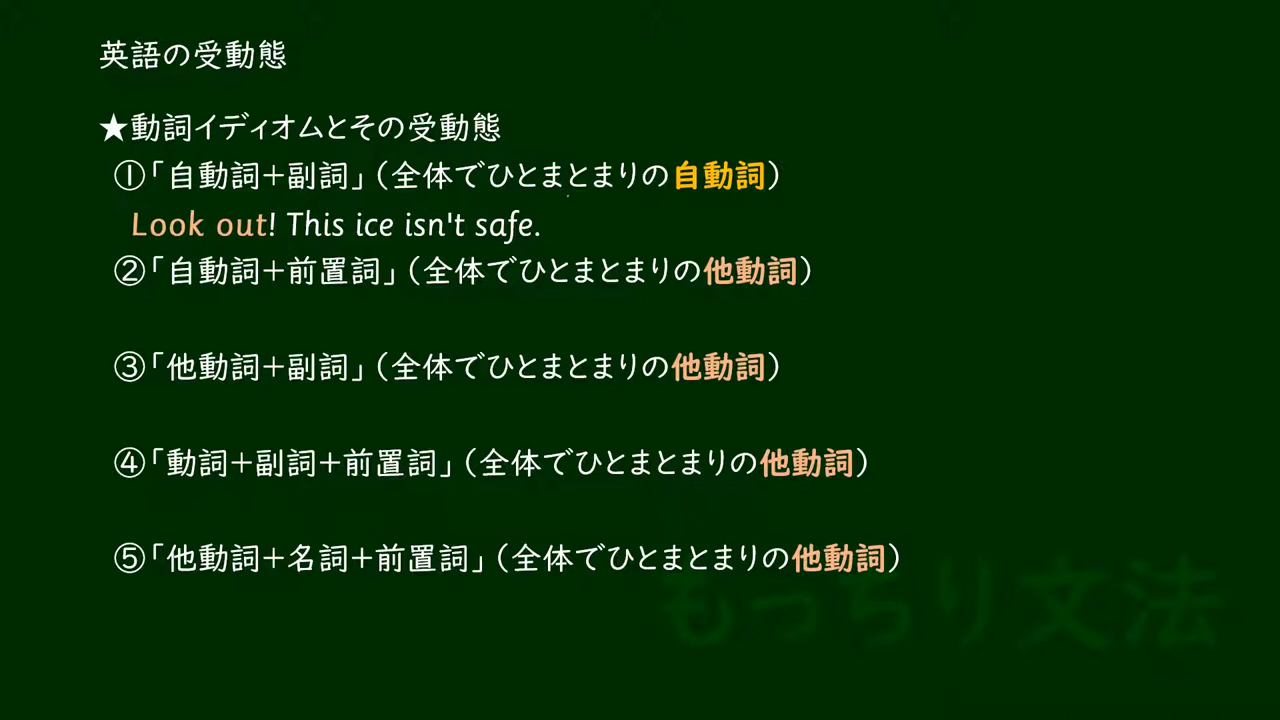 英語の受動態
★動詞イディオムとその受動態
①「自動詞＋副詞」（全体でひとまとまりの自動詞）
Look out! This ice isn't safe.
②「自動詞＋前置詞」（全体でひとまとまりの他動詞）
③「他動詞＋副詞」（全体でひとまとまりの他動詞）
④「動詞＋副詞＋前置詞」（全体でひとまとまりの他動詞）
⑤「他動詞＋名詞＋前置詞」（全体でひとまとまりの他動詞）
もっちり文法